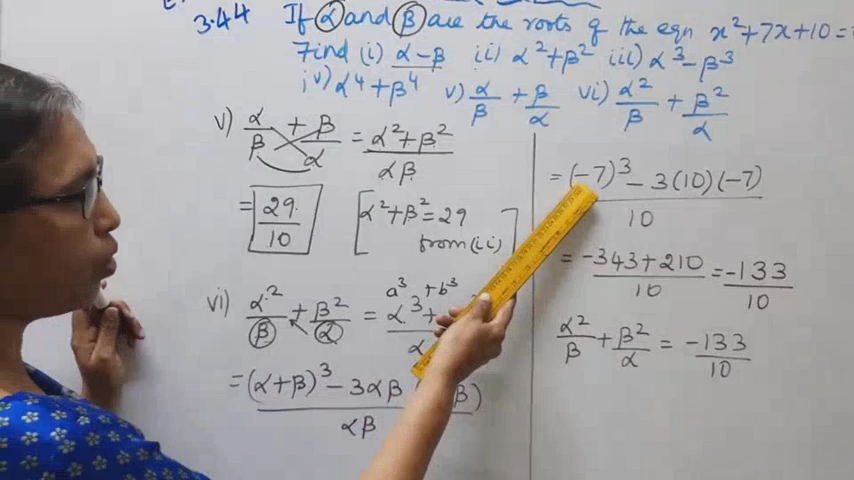 3.44 If α and β are the roots of the eqn x²+7x+10=
Find (i) α-β ii) α²+β² iii) α³-β³
iv) α⁴+β⁴ v) α/β + β/α vi) α²/β + β²/α
v) α/β + β/α = α²+β²/αβ
= 29/10 [α²+β²=29
from(ii)]
vi) α²/β + β²/α = α³+
a³+b³
α
= (α+β)³-3αβ β)/αβ
= (-7)³-3(10)(-7)/10
= -343+210/10 = -133/10
α²/β + β²/α = -133/10